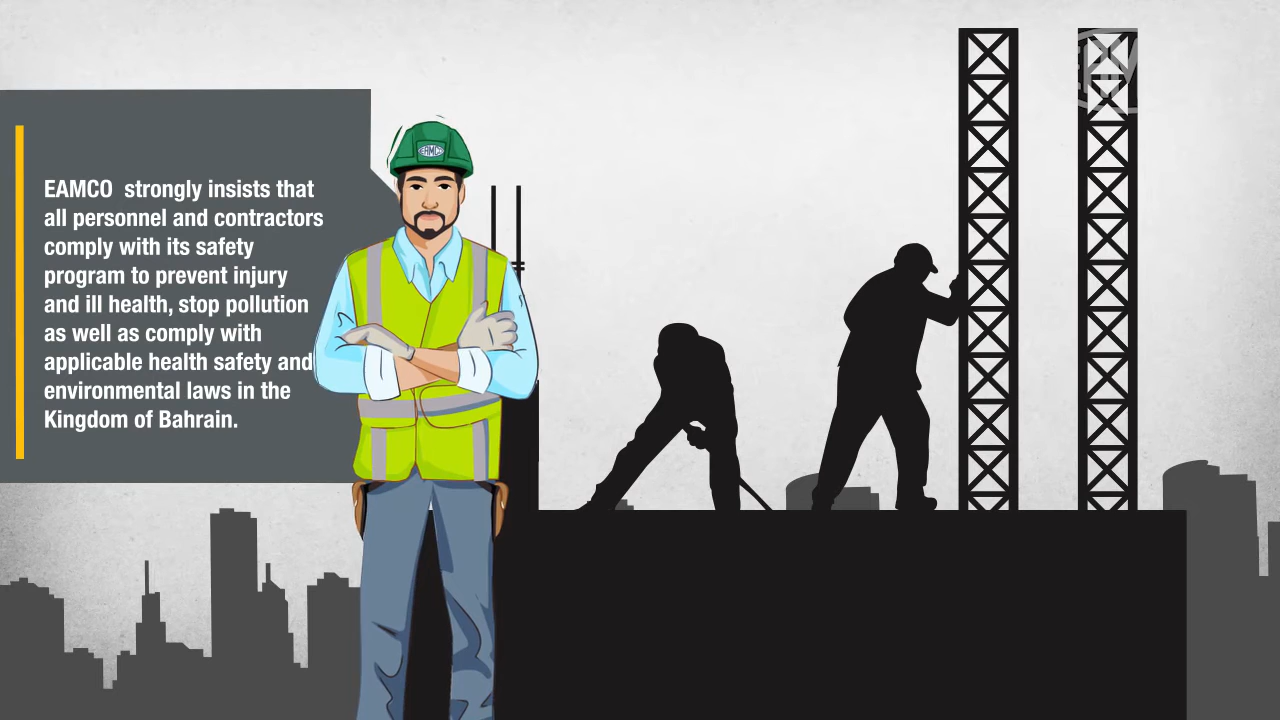 EAMCO  strongly insists that
all personnel and contractors
comply with its safety
program to prevent injury
and ill health, stop pollution
as well as comply with
applicable health safety and
environmental laws in the
Kingdom of Bahrain.
EAMCO